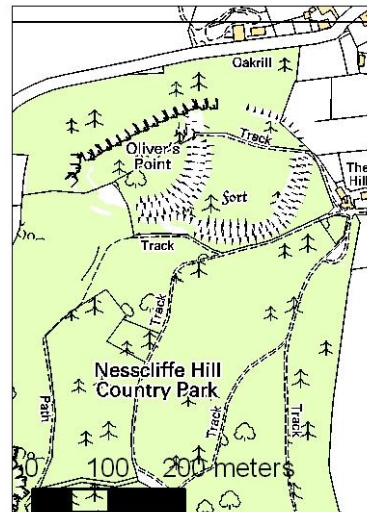 Oakrill
Track
Oliver's
Point
The
Hill
Fort
Track
Track
Nesscliffe Hill
Country Park
Path
Track
Track
0 100 200 meters